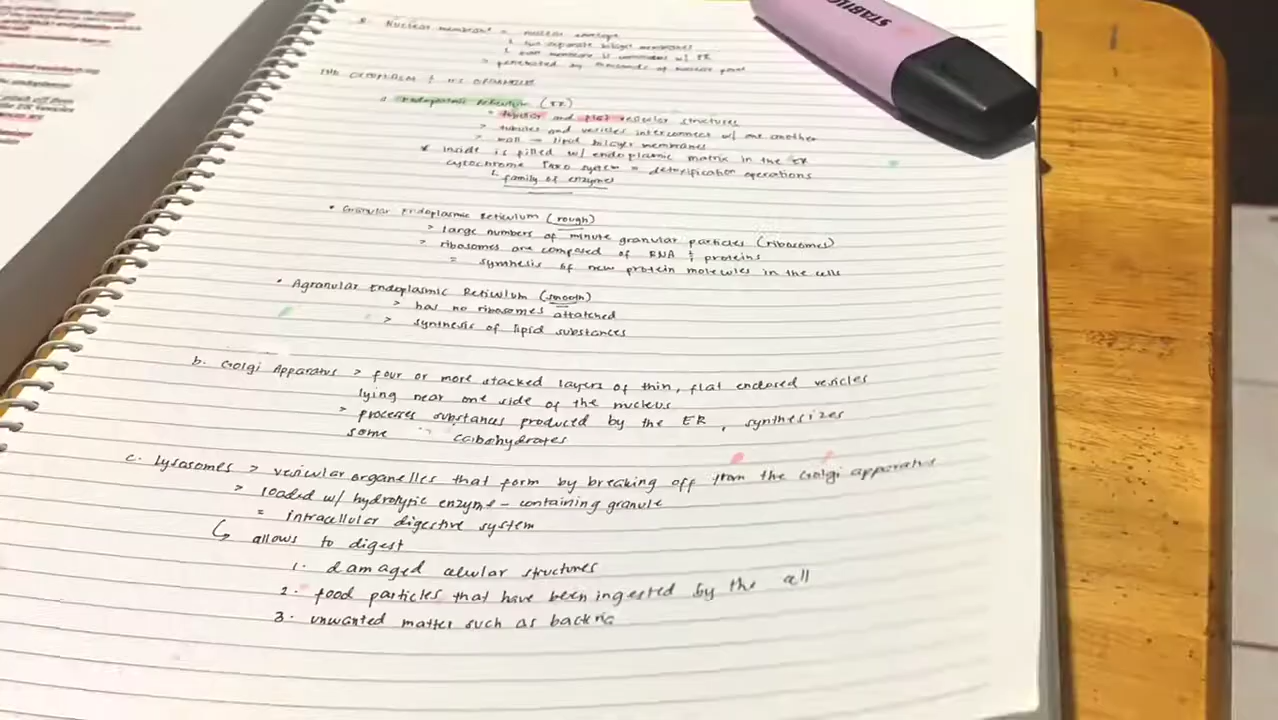 STABILO
Nuclear membrane = nuclear envelope
two separate bilayer membranes
> penetrated by thousands of nuclear pores
THE CYTOPLASM & ITS ORGANELLES
a. Endoplasmic Reticulum (ER)
> tubular and flat vesicular structures
> tubules and vesicles interconnect w/ one another
> wall → lipid bilayer membranes
* inside is filled w/ endoplasmic matrix in the ER
cytochrome P450 system = detoxification operations
family of enzymes
• Granular Endoplasmic Reticulum (rough)
> large numbers of minute granular particles (ribosomes)
> ribosomes are composed of RNA & proteins
= synthesis of new protein molecules in the cells
• Agranular Endoplasmic Reticulum (smooth)
> has no ribosomes attatched
> synthesis of lipid substances
b. Golgi Apparatus > four or more stacked layers of thin, flat enclosed vesicles
lying near one side of the nucleus
> processes substances produced by the ER, synthesizes
some carbohydrates
c. Lysosomes > vesicular organelles that form by breaking off from the Golgi apparatus
> loaded w/ hydrolytic enzyme-containing granule
= intracellular digestive system
↳ allows to digest
1. damaged cellular structures
2. food particles that have been ingested by the cell
3. unwanted matter such as bacteria